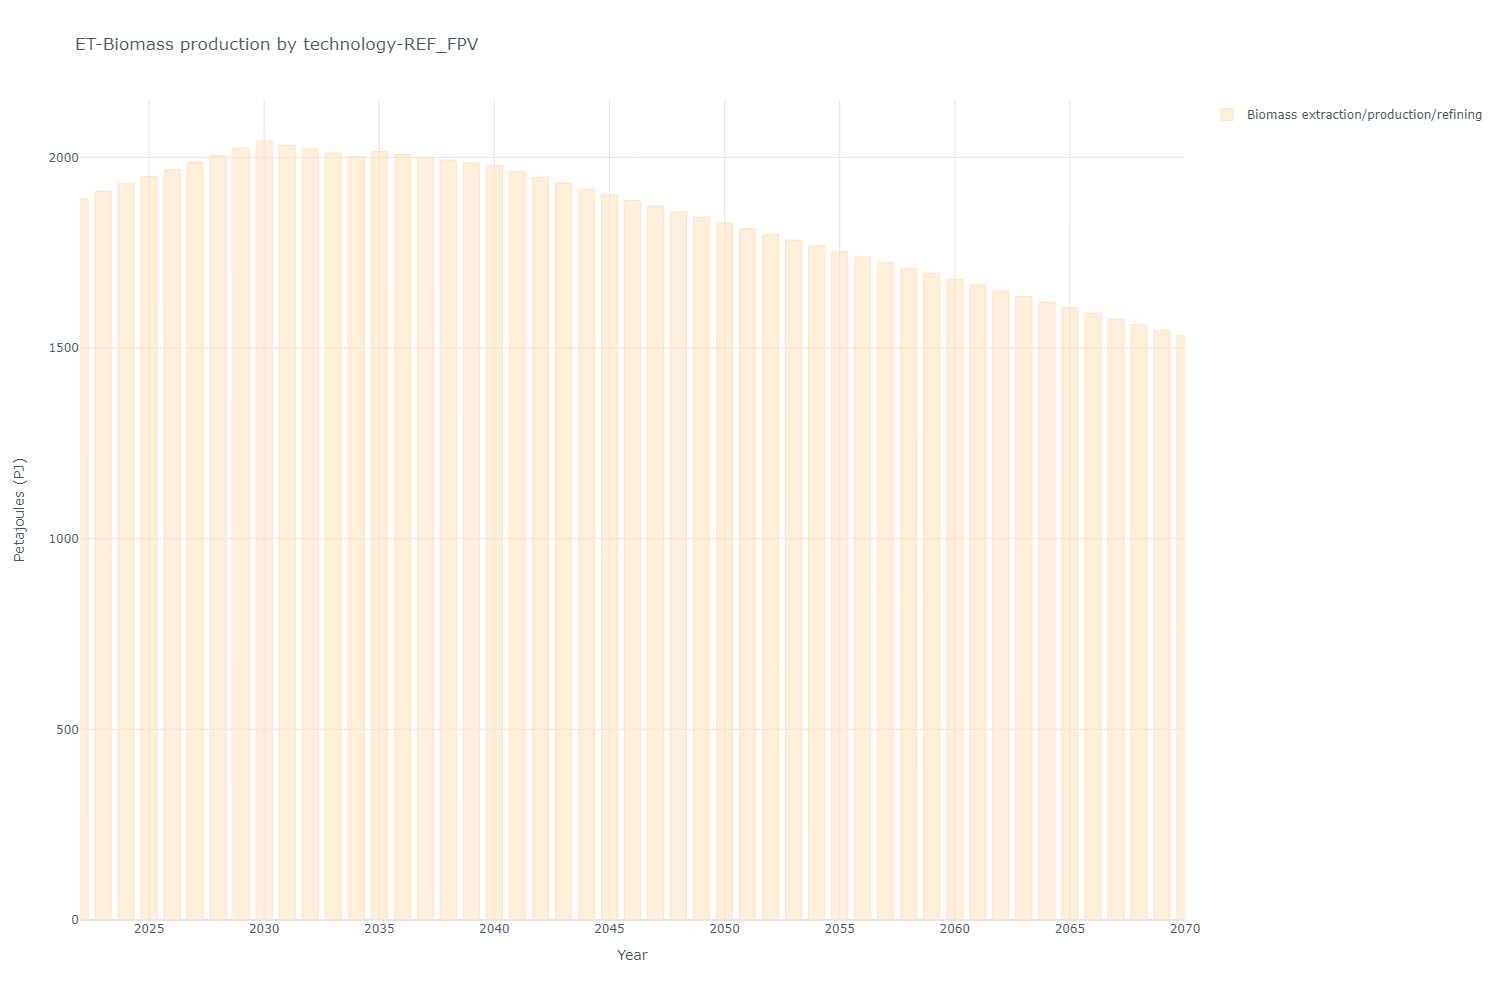 ET-Biomass production by technology-REF_FPV
Biomass extraction/production/refining
2000
1500
1000
500
0
Petajoules (PJ)
2025 2030 2035 2040 2045 2050 2055 2060 2065 2070
Year